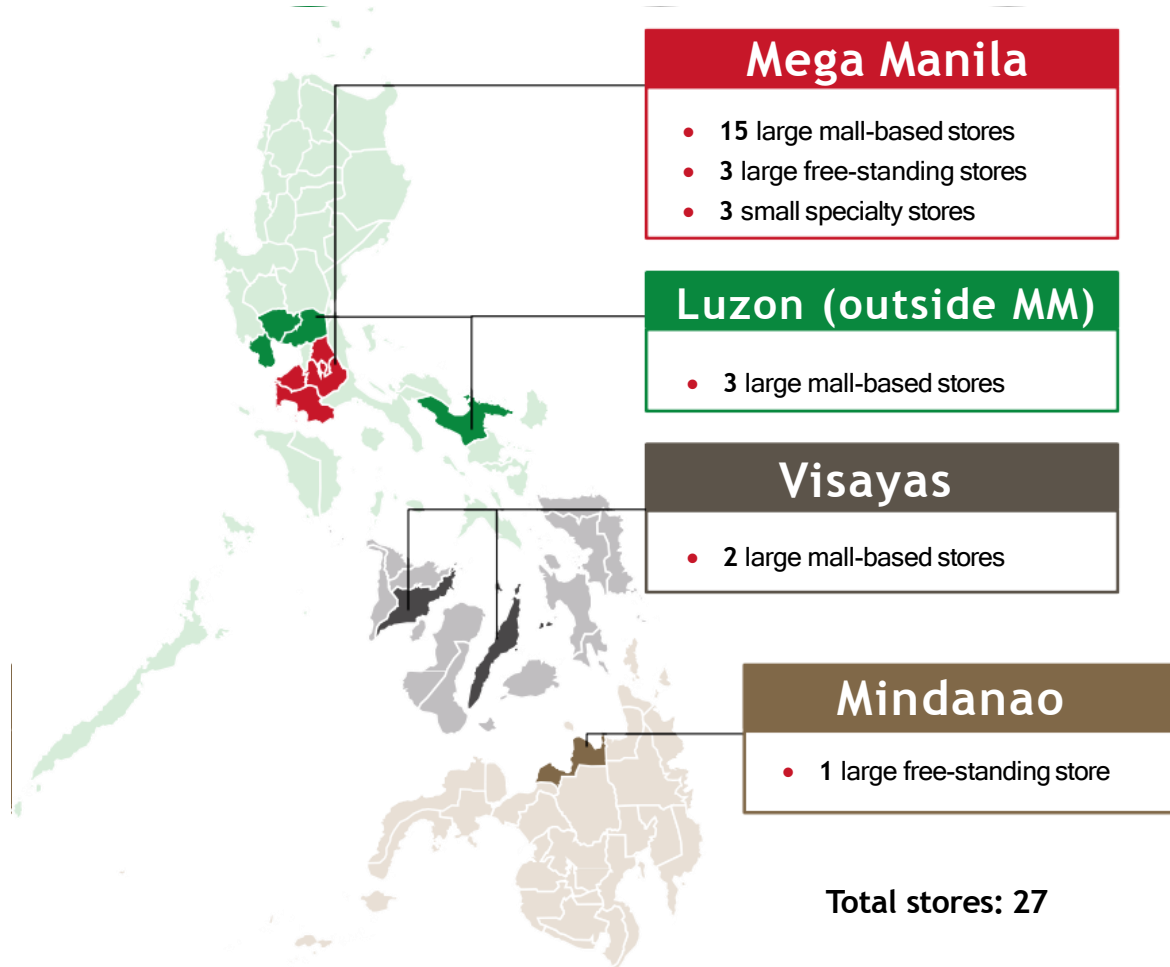 Mega Manila
• 15 large mall-based stores
• 3 large free-standing stores
• 3 small specialty stores
Luzon (outside MM)
• 3 large mall-based stores
Visayas
• 2 large mall-based stores
Mindanao
• 1 large free-standing store
Total stores: 27